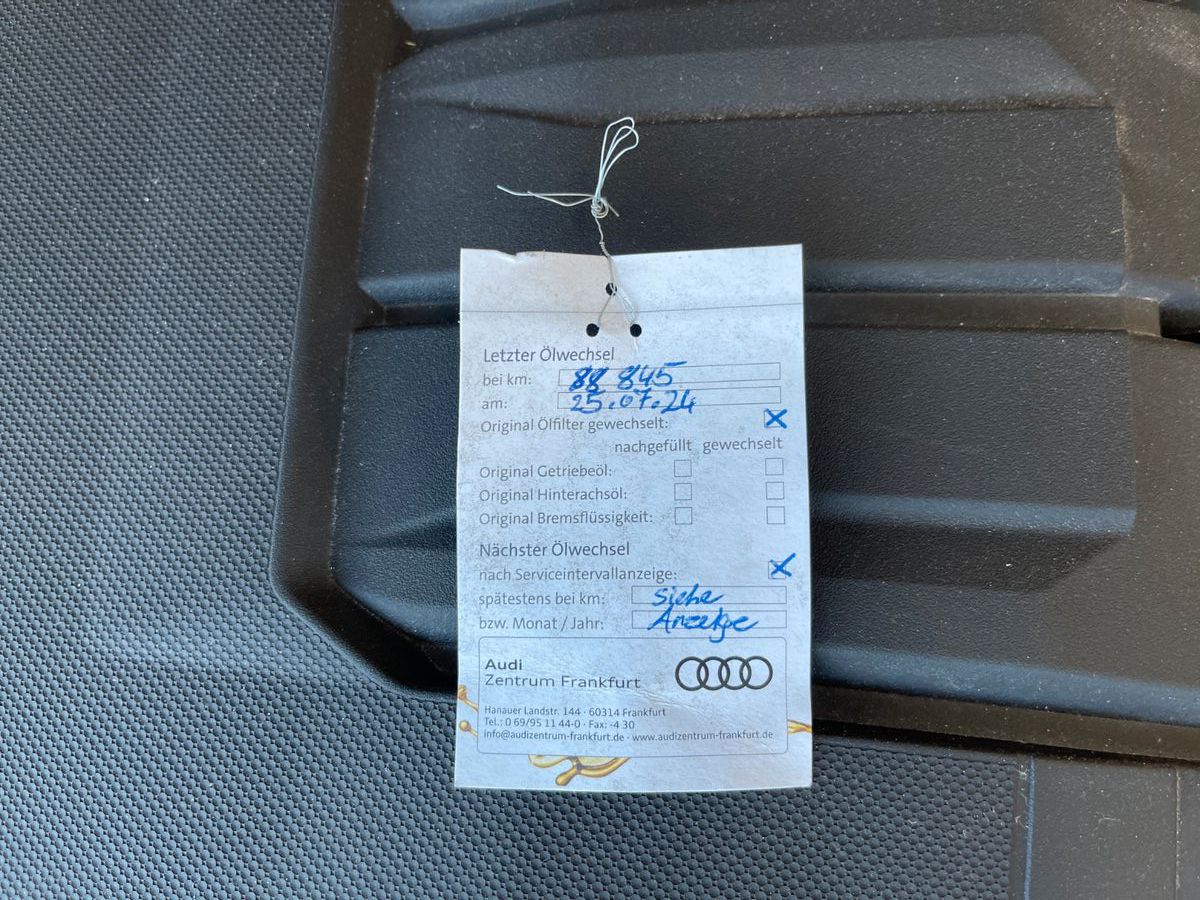 Letzter Ölwechsel
bei km: 88 845
am: 25.07.24
Original Ölfilter gewechselt: X
nachgefüllt gewechselt
Original Getriebeöl:
Original Hinterachsöl:
Original Bremsflüssigkeit:
Nächster Ölwechsel
nach Serviceintervallanzeige: X
spätestens bei km: siehe
bzw. Monat / Jahr: Anzeige
Audi
Zentrum Frankfurt
Hanauer Landstr. 144 · 60314 Frankfurt
Tel.: 0 69/95 11 44-0 · Fax: -4 30
info@audizentrum-frankfurt.de · www.audizentrum-frankfurt.de